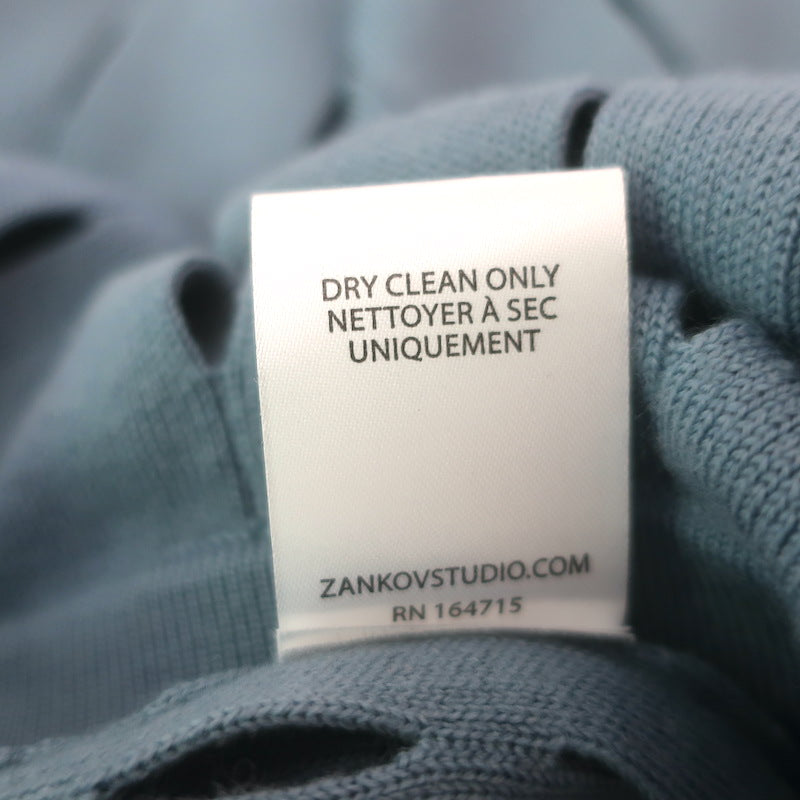 DRY CLEAN ONLY
NETTOYER À SEC
UNIQUEMENT
ZANKOVSTUDIO.COM
RN 164715